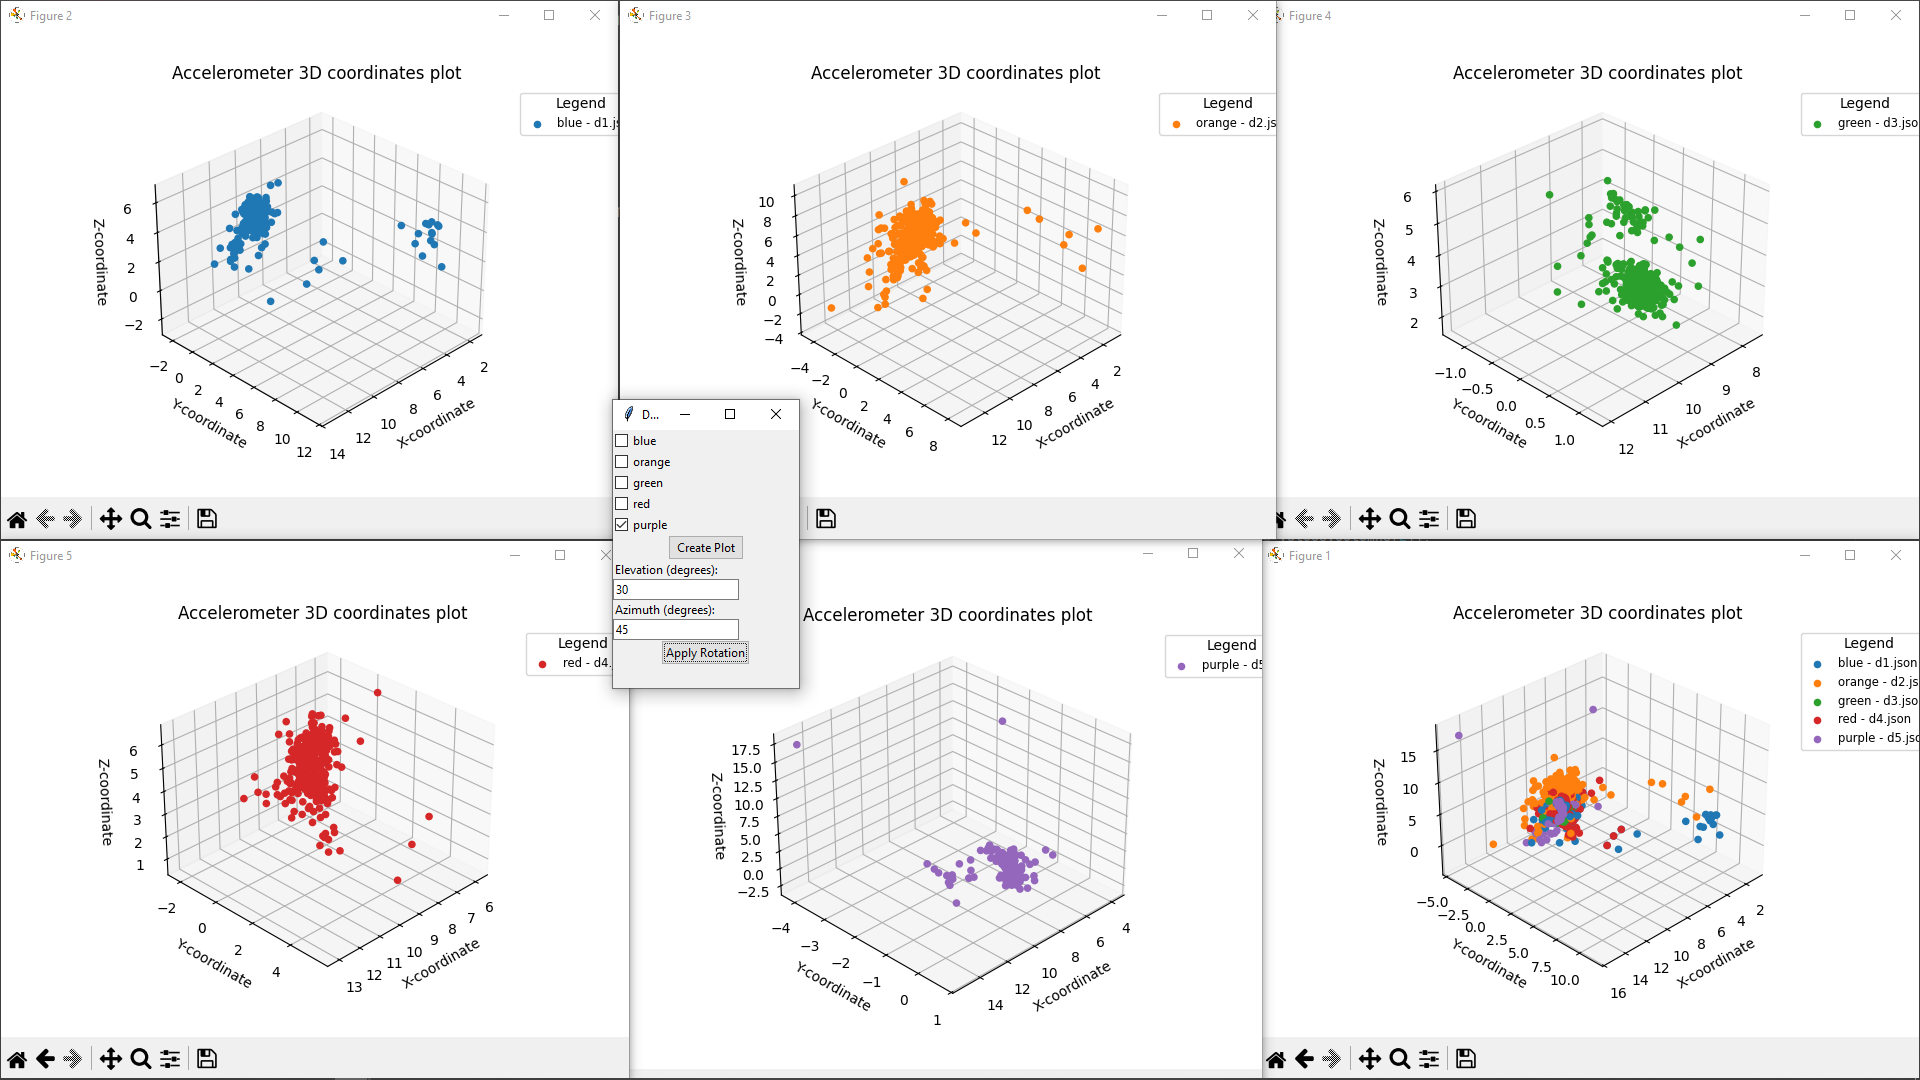 Figure 2
Accelerometer 3D coordinates plot
Legend
blue - d1.js
Z-coordinate
6
4
2
0
−2
−2
0
2
4
6
8
10
12
Y-coordinate
14
12
10
8
6
4
2
X-coordinate
Figure 3
Accelerometer 3D coordinates plot
Legend
orange - d2.js
Z-coordinate
10
8
6
4
2
0
−2
−4
−4
−2
0
2
4
6
8
Y-coordinate
12
10
8
6
4
2
X-coordinate
Figure 4
Accelerometer 3D coordinates plot
Legend
green - d3.jso
Z-coordinate
6
5
4
3
2
−1.0
−0.5
0.0
0.5
1.0
Y-coordinate
12
11
10
9
8
X-coordinate
D...
blue
orange
green
red
purple
Create Plot
Elevation (degrees):
30
Azimuth (degrees):
45
Apply Rotation
Figure 5
Accelerometer 3D coordinates plot
Legend
red - d4.
Z-coordinate
6
5
4
3
2
1
−2
0
2
4
Y-coordinate
13
12
11
10
9
8
7
6
X-coordinate
Accelerometer 3D coordinates plot
Legend
purple - d5
Z-coordinate
17.5
15.0
12.5
10.0
7.5
5.0
2.5
0.0
−2.5
−4
−3
−2
−1
0
1
Y-coordinate
14
12
10
8
6
4
X-coordinate
Figure 1
Accelerometer 3D coordinates plot
Legend
blue - d1.json
orange - d2.js
green - d3.jso
red - d4.json
purple - d5.jso
Z-coordinate
15
10
5
0
−5.0
−2.5
0.0
2.5
5.0
7.5
10.0
Y-coordinate
16
14
12
10
8
6
4
2
X-coordinate